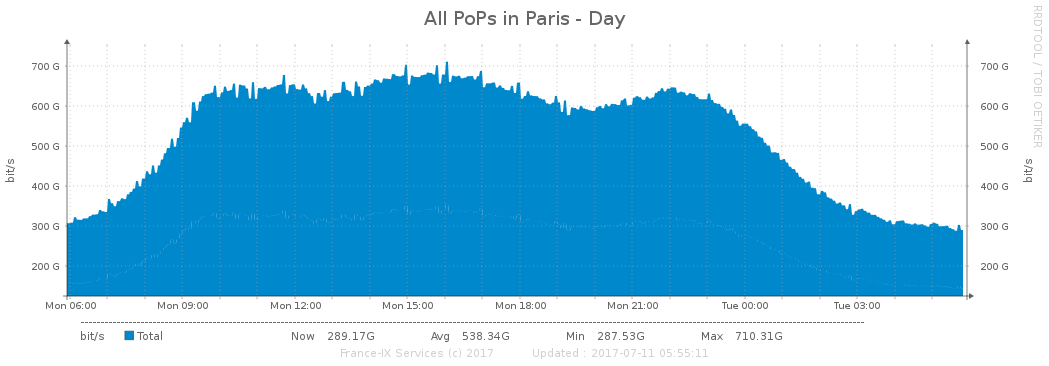 All PoPs in Paris - Day
RRDTOOL / TOBI OETIKER
bit/s
700 G
600 G
500 G
400 G
300 G
200 G
700 G
600 G
500 G
400 G
300 G
200 G
bit/s
Mon 06:00 Mon 09:00 Mon 12:00 Mon 15:00 Mon 18:00 Mon 21:00 Tue 00:00 Tue 03:00
bit/s Total Now 289.17G Avg 538.34G Min 287.53G Max 710.31G
France-IX Services (c) 2017 Updated : 2017-07-11 05:55:11